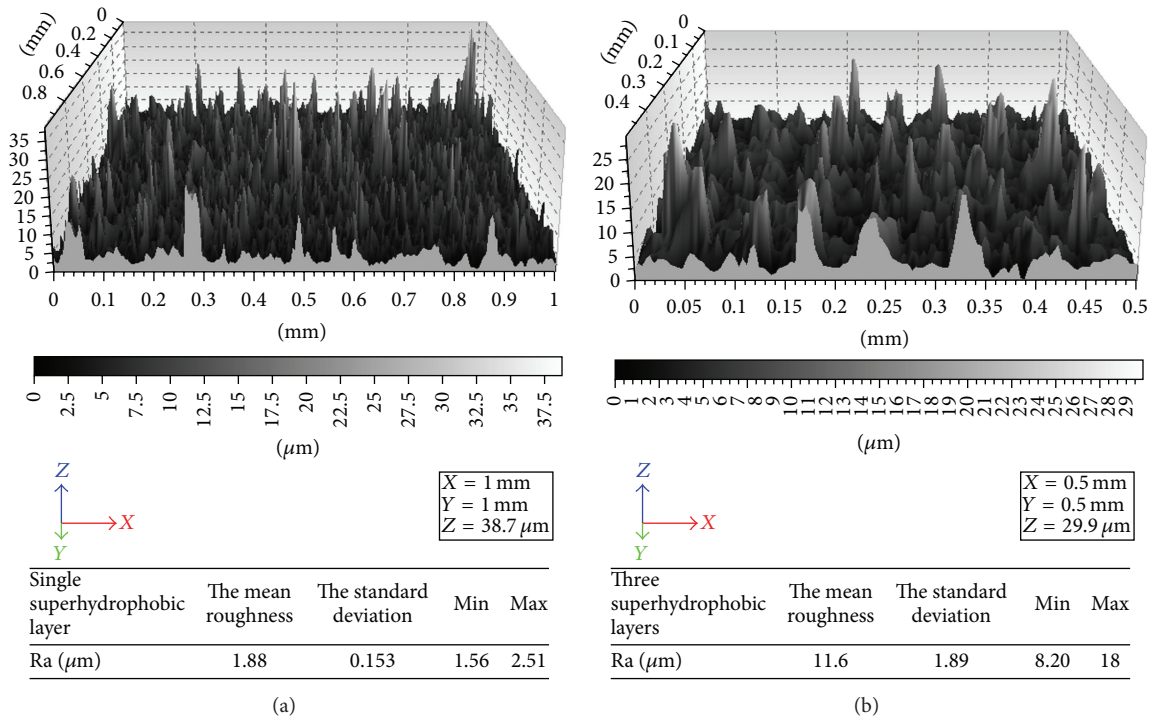 (mm)
0
0.2
0.4
0.6
0.8
35
30
25
20
15
10
5
0
0 0.1 0.2 0.3 0.4 0.5 0.6 0.7 0.8 0.9 1
(mm)
0 2.5 5 7.5 10 12.5 15 17.5 20 22.5 25 27.5 30 32.5 35 37.5
(μm)
Z
X
Y
X = 1 mm
Y = 1 mm
Z = 38.7 μm
Single superhydrophobic layer The mean roughness The standard deviation Min Max
Ra (μm) 1.88 0.153 1.56 2.51
(a)
(mm)
0
0.1
0.2
0.3
0.4
25
20
15
10
5
0
0 0.05 0.1 0.15 0.2 0.25 0.3 0.35 0.4 0.45 0.5
(mm)
0 1 2 3 4 5 6 7 8 9 10 11 12 13 14 15 16 17 18 19 20 21 22 23 24 25 26 27 28 29
(μm)
Z
X
Y
X = 0.5 mm
Y = 0.5 mm
Z = 29.9 μm
Three superhydrophobic layers The mean roughness The standard deviation Min Max
Ra (μm) 11.6 1.89 8.20 18
(b)